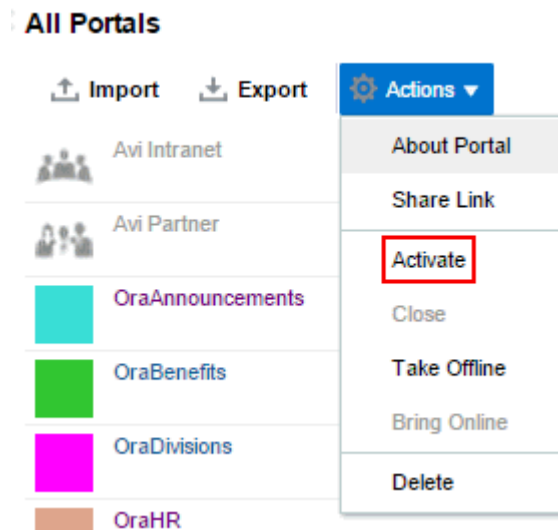 All Portals
Import Export Actions
Avi Intranet
Avi Partner
OraAnnouncements
OraBenefits
OraDivisions
OraHR
About Portal
Share Link
Activate
Close
Take Offline
Bring Online
Delete